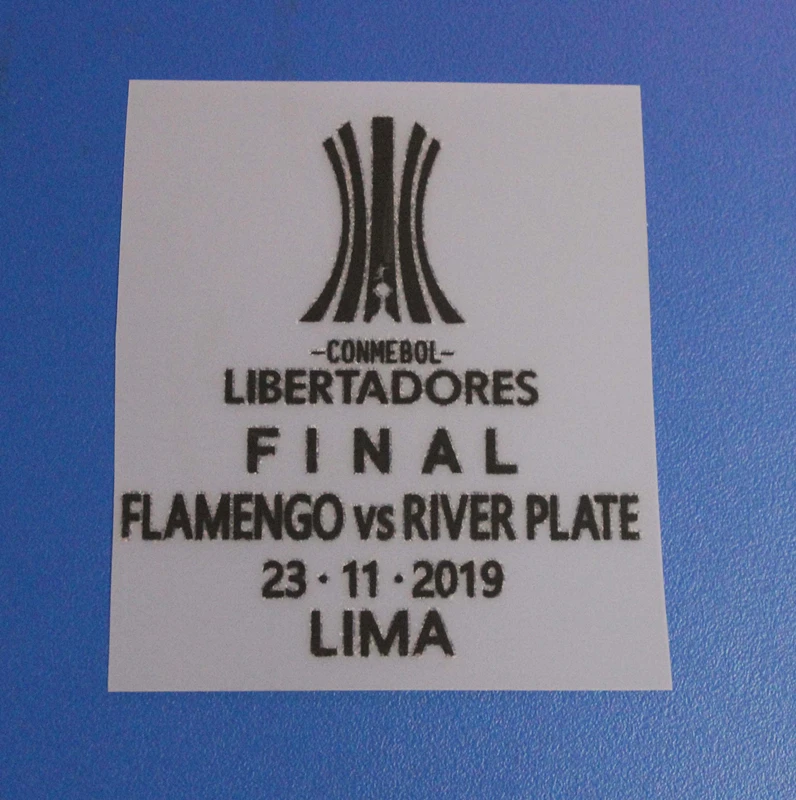 -CONMEBOL-
LIBERTADORES
FINAL
FLAMENGO vs RIVER PLATE
23·11·2019
LIMA